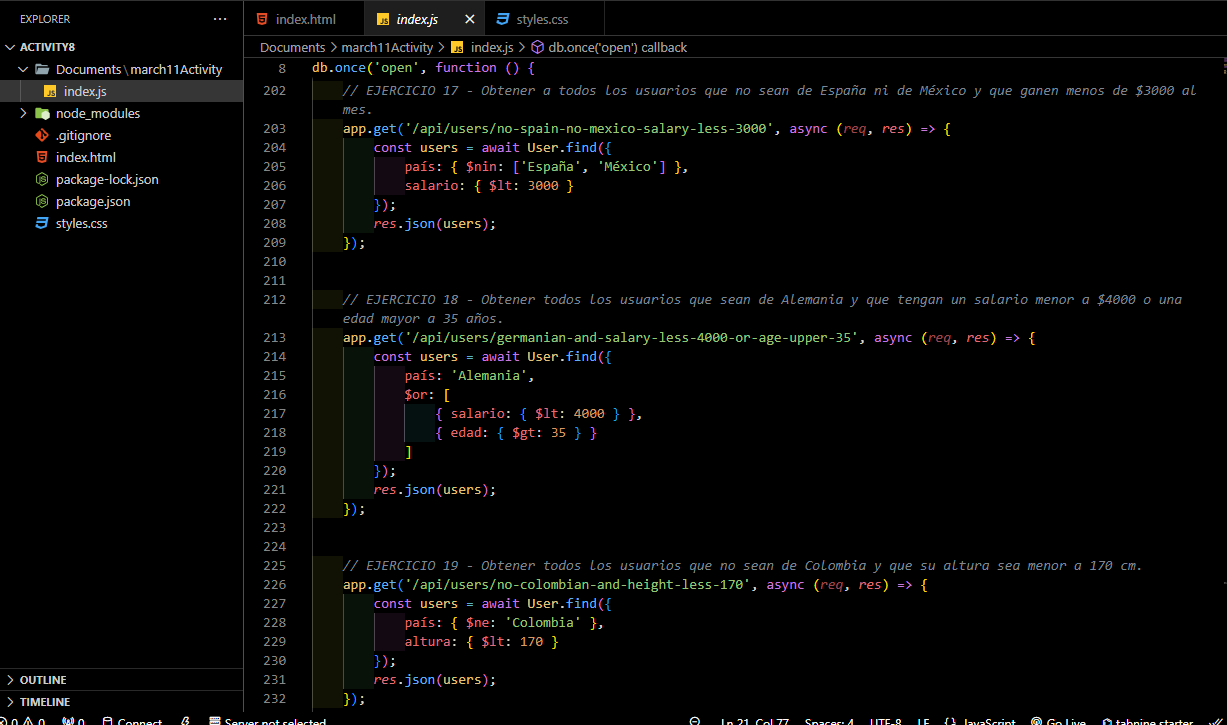 EXPLORER
···
index.html
index.js
styles.css
ACTIVITY8
Documents \ march11Activity
index.js
node_modules
.gitignore
index.html
package-lock.json
package.json
styles.css
OUTLINE
TIMELINE
Documents > march11Activity > index.js > db.once('open') callback
8 db.once('open', function () {
202 // EJERCICIO 17 - Obtener a todos los usuarios que no sean de España ni de México y que ganen menos de $3000 al
mes.
203 app.get('/api/users/no-spain-no-mexico-salary-less-3000', async (req, res) => {
204 const users = await User.find({
205 país: { $nin: ['España', 'México'] },
206 salario: { $lt: 3000 }
207 });
208 res.json(users);
209 });
210
211
212 // EJERCICIO 18 - Obtener todos los usuarios que sean de Alemania y que tengan un salario menor a $4000 o una
edad mayor a 35 años.
213 app.get('/api/users/germanian-and-salary-less-4000-or-age-upper-35', async (req, res) => {
214 const users = await User.find({
215 país: 'Alemania',
216 $or: [
217 { salario: { $lt: 4000 } },
218 { edad: { $gt: 35 } }
219 ]
220 });
221 res.json(users);
222 });
223
224
225 // EJERCICIO 19 - Obtener todos los usuarios que no sean de Colombia y que su altura sea menor a 170 cm.
226 app.get('/api/users/no-colombian-and-height-less-170', async (req, res) => {
227 const users = await User.find({
228 país: { $ne: 'Colombia' },
229 altura: { $lt: 170 }
230 });
231 res.json(users);
232 });
0 0 0 Connect Server not selected Ln 21, Col 77 Spaces: 4 UTF-8 LF {} JavaScript Go Live tabnine starter